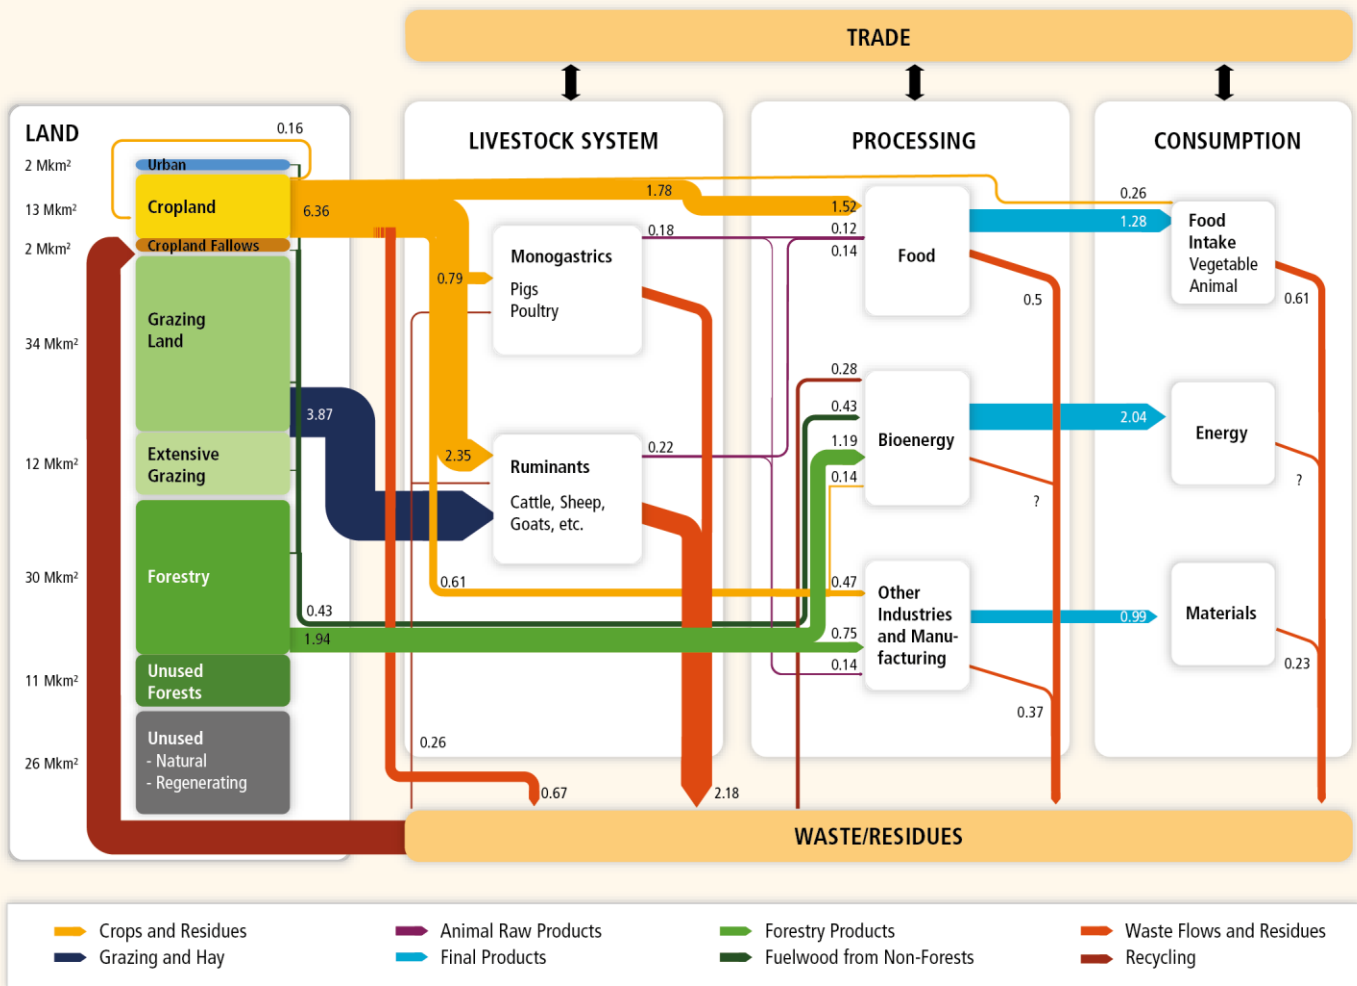 TRADE
LAND
LIVESTOCK SYSTEM
PROCESSING
CONSUMPTION
0.16
2 Mkm²
Urban
13 Mkm²
Cropland
6.36
2 Mkm²
Cropland Fallows
34 Mkm²
Grazing
Land
3.87
12 Mkm²
Extensive
Grazing
30 Mkm²
Forestry
0.43
1.94
11 Mkm²
Unused
Forests
26 Mkm²
Unused
- Natural
- Regenerating
1.78
0.79
Monogastrics
Pigs
Poultry
0.18
2.35
Ruminants
Cattle, Sheep,
Goats, etc.
0.22
0.61
0.26
0.67
2.18
1.52
0.12
0.14
Food
0.5
0.28
0.43
1.19
0.14
Bioenergy
?
0.47
0.75
0.14
Other
Industries
and Manu-
facturing
0.37
0.26
1.28
Food
Intake
Vegetable
Animal
0.61
2.04
Energy
?
0.99
Materials
0.23
WASTE/RESIDUES
Crops and Residues
Animal Raw Products
Forestry Products
Waste Flows and Residues
Grazing and Hay
Final Products
Fuelwood from Non-Forests
Recycling